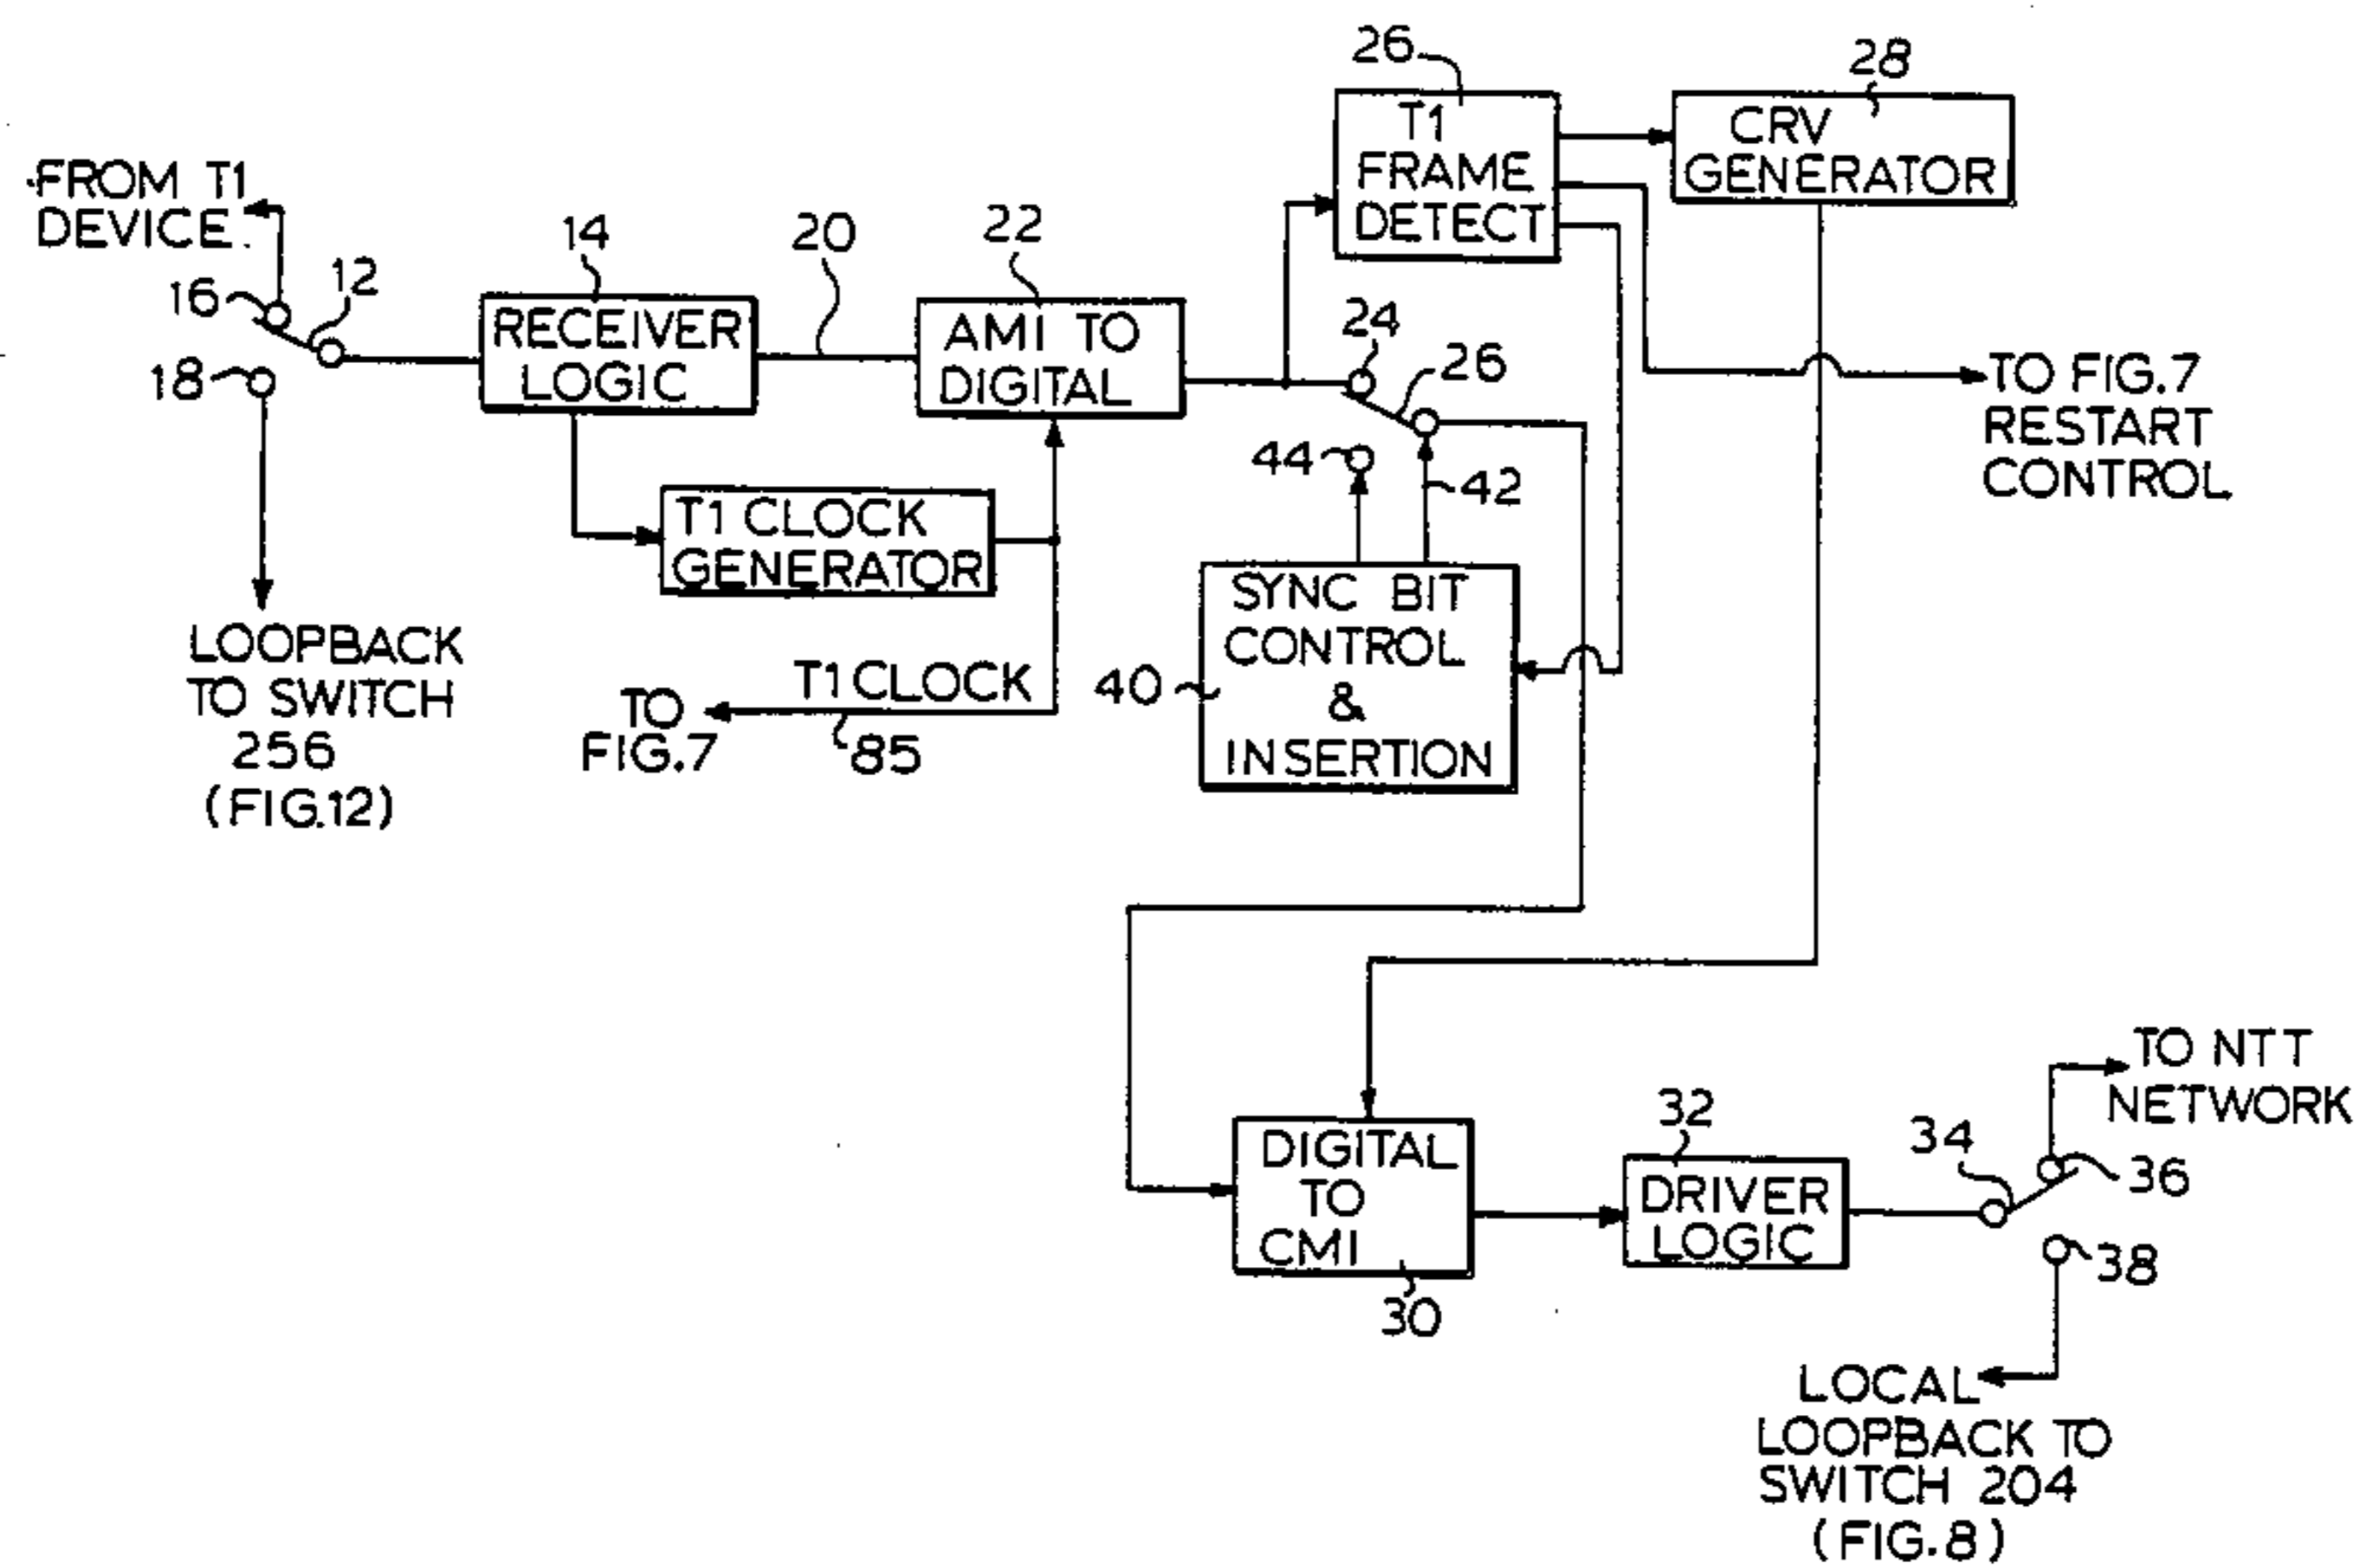 26
28
T1
FRAME
DETECT
CRV
GENERATOR
FROM T1
DEVICE
16
12
18
14
RECEIVER
LOGIC
20
22
AMI TO
DIGITAL
24
26
44
42
TO FIG.7
RESTART
CONTROL
T1 CLOCK
GENERATOR
LOOPBACK
TO SWITCH
256
(FIG.12)
T1 CLOCK
TO
FIG.7
85
40
SYNC BIT
CONTROL
&
INSERTION
DIGITAL
TO
CMI
30
32
DRIVER
LOGIC
34
TO NTT
NETWORK
36
38
LOCAL
LOOPBACK TO
SWITCH 204
(FIG.8)